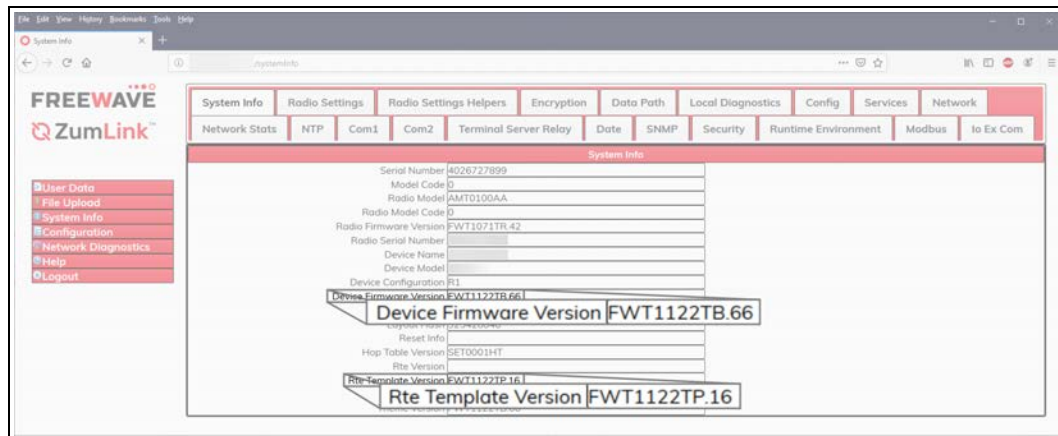 File Edit View History Bookmarks Tools Help
System Info
/systeminfo
FREEWAVE
ZumLink
System Info Radio Settings Radio Settings Helpers Encryption Data Path Local Diagnostics Config Services Network
Network Stats NTP Com1 Com2 Terminal Server Relay Date SNMP Security Runtime Environment Modbus Io Ex Com
User Data
File Upload
System Info
Configuration
Network Diagnostics
Help
Logout
System Info
Serial Number 4026727899
Model Code 0
Radio Model AMT0100AA
Radio Model Code 0
Radio Firmware Version FWT1071TR.42
Radio Serial Number
Device Name
Device Model
Device Configuration R1
Device Firmware Version FWT1122TB.66
Device Firmware Version FWT1122TB.66
Reset Info
Hop Table Version SET0001HT
Rte Version
Rte Template Version FWT1122TP.16
Rte Template Version FWT1122TP.16